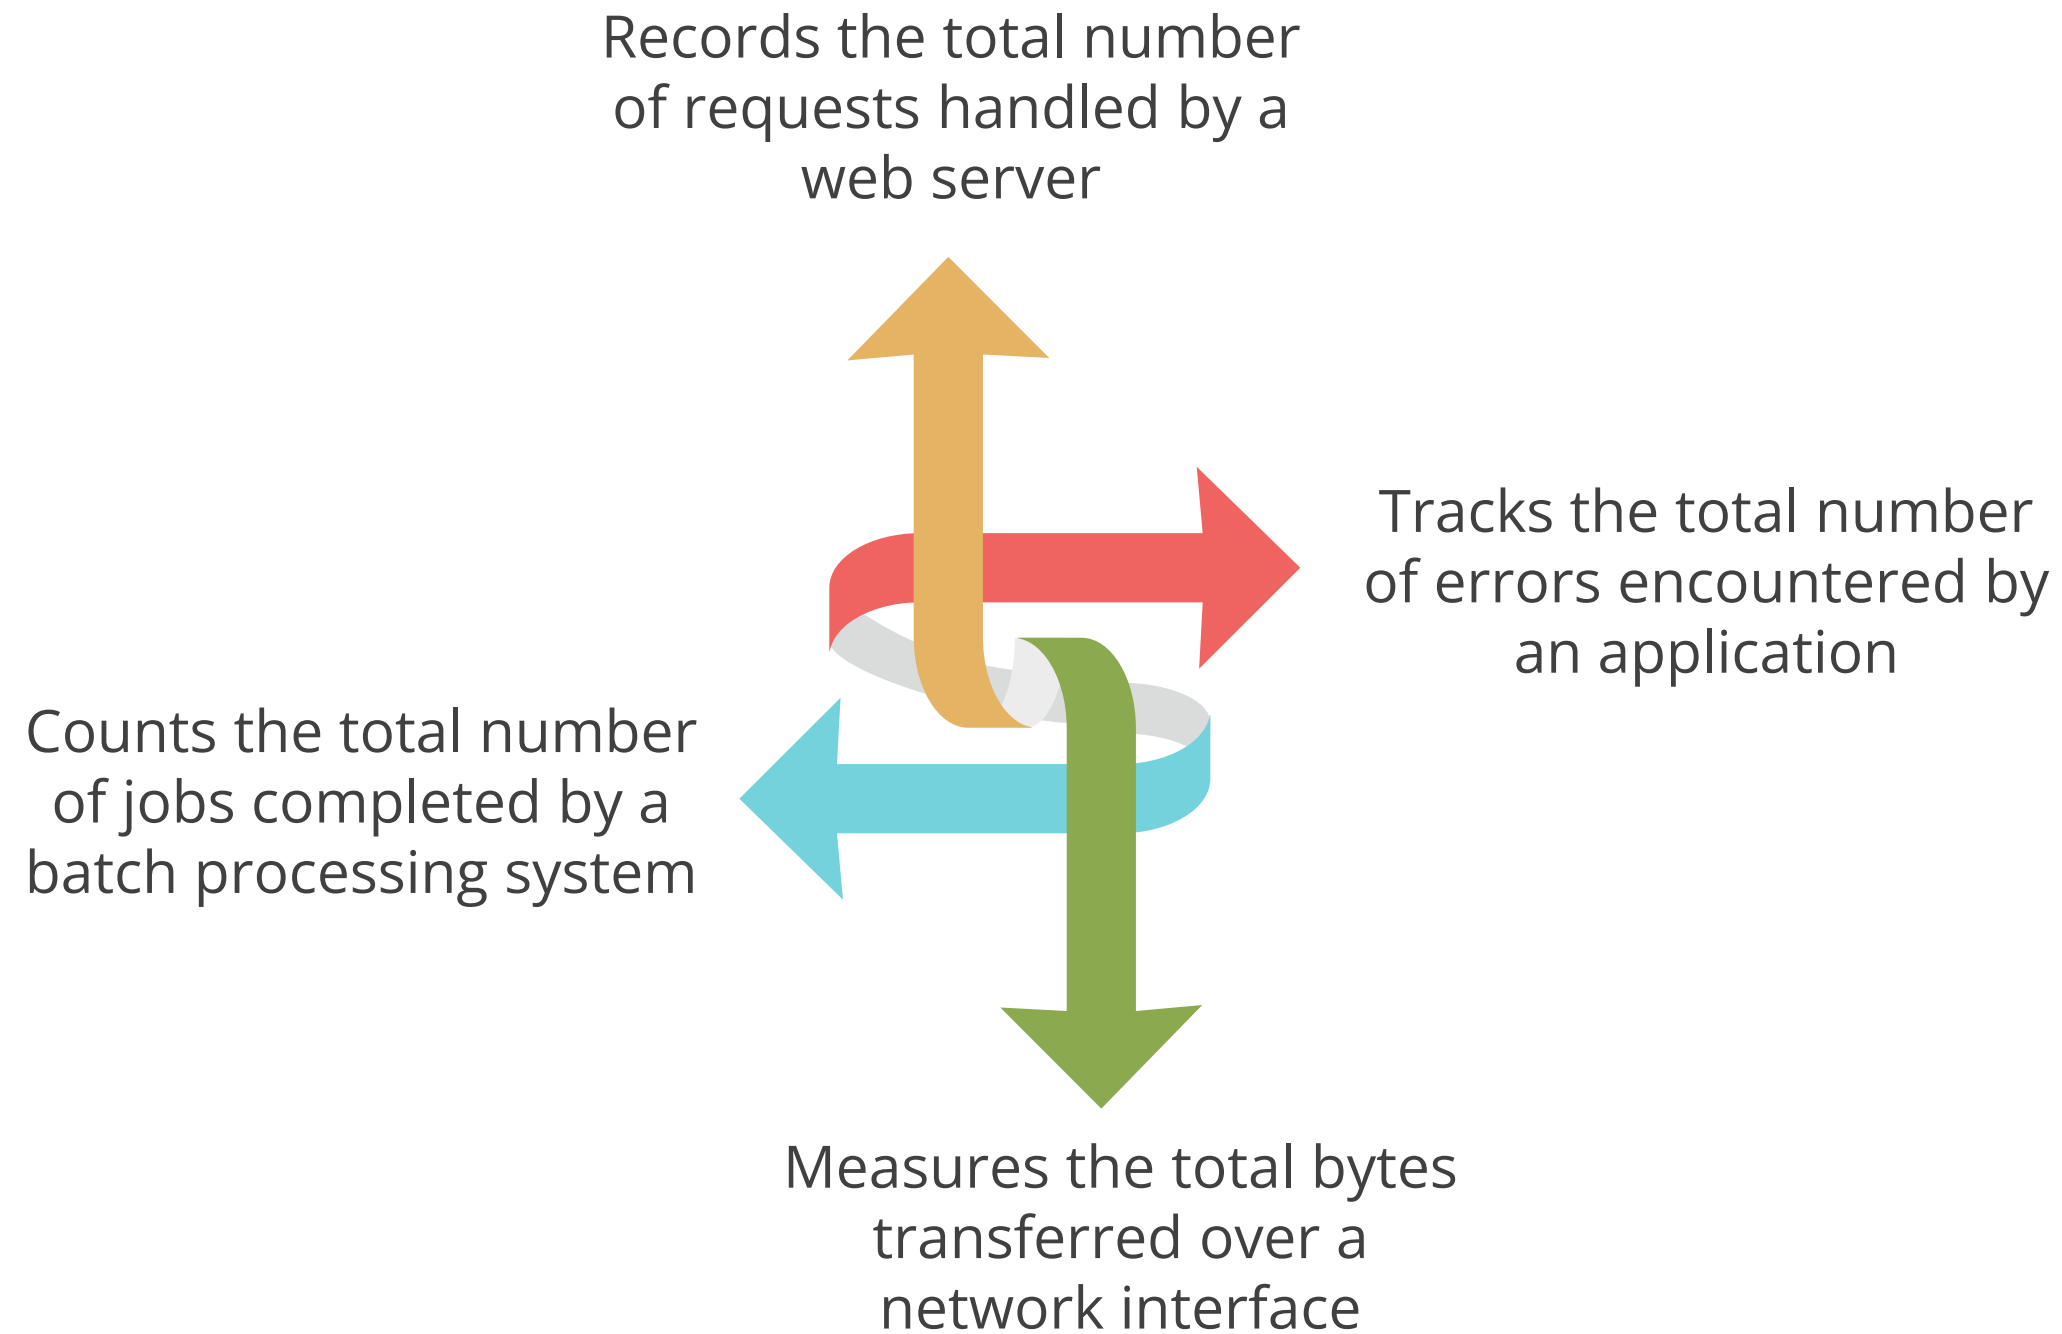 Records the total number
of requests handled by a
web server
Tracks the total number
of errors encountered by
an application
Counts the total number
of jobs completed by a
batch processing system
Measures the total bytes
transferred over a
network interface